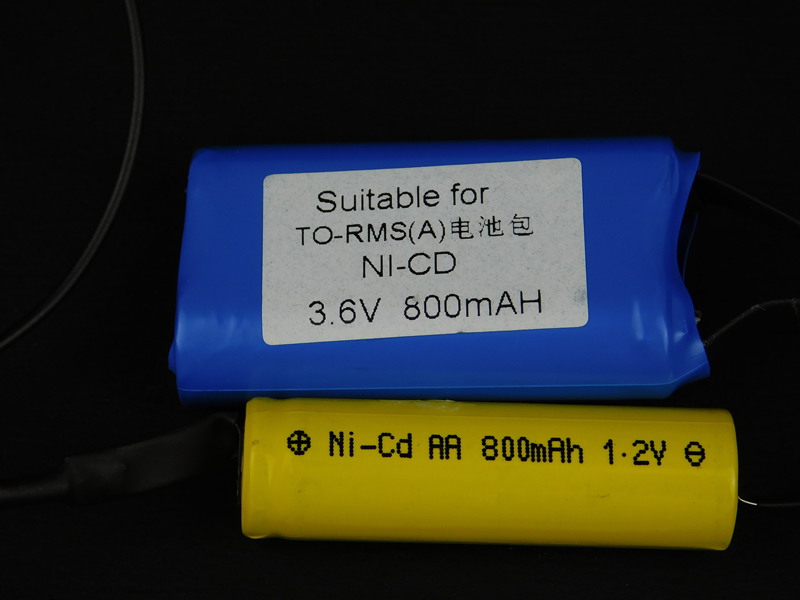 Suitable for
TO-RMS(A)电池包
NI-CD
3.6V 800mAH
⊕ Ni-Cd AA 800mAh 1·2V ⊖